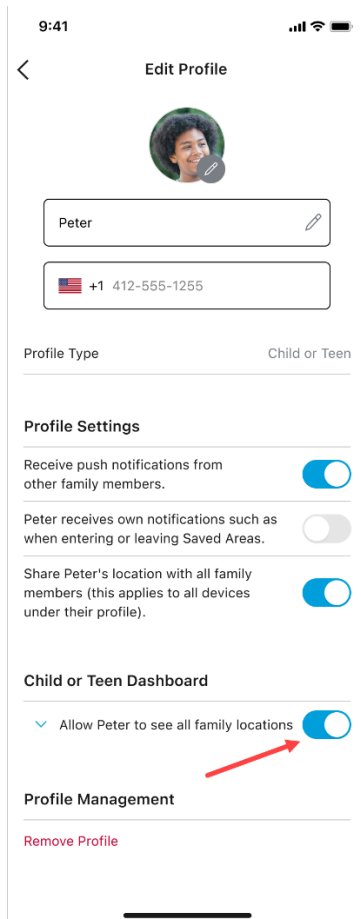 9:41
Edit Profile
Peter
+1 412-555-1255
Profile Type Child or Teen
Profile Settings
Receive push notifications from
other family members.
Peter receives own notifications such as
when entering or leaving Saved Areas.
Share Peter's location with all family
members (this applies to all devices
under their profile).
Child or Teen Dashboard
Allow Peter to see all family locations
Profile Management
Remove Profile